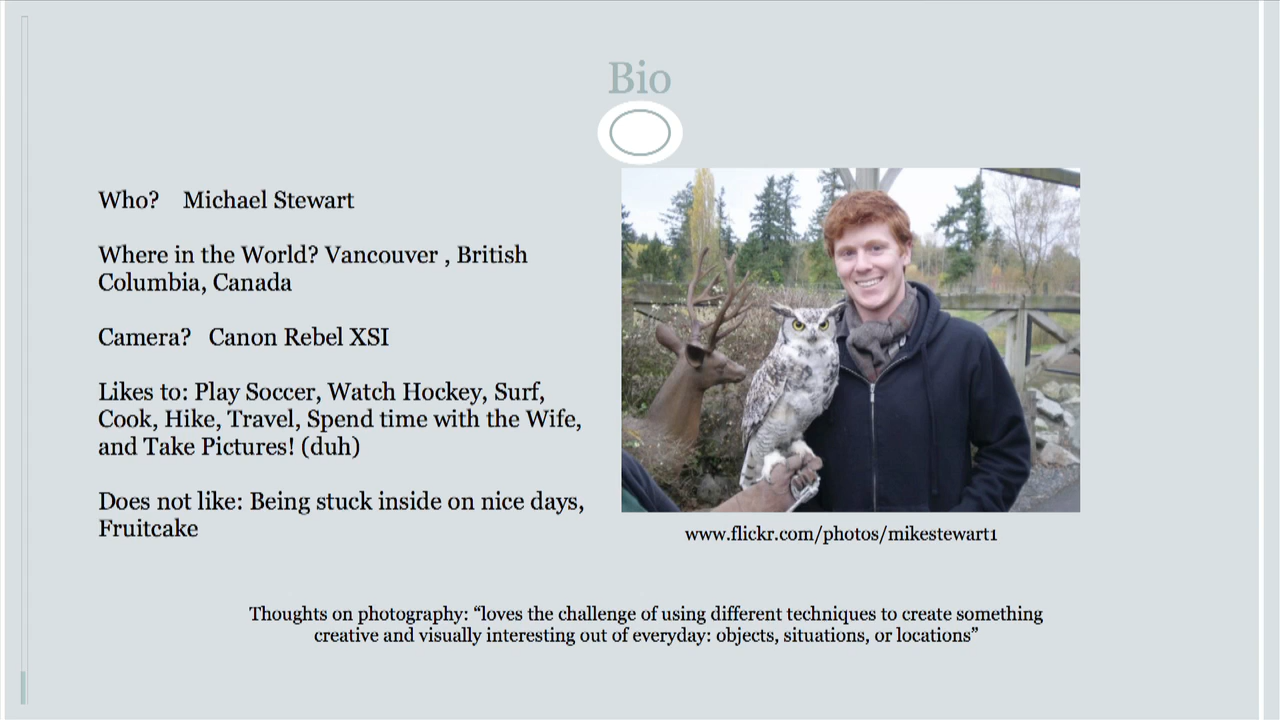 Bio
Who? Michael Stewart
Where in the World? Vancouver , British
Columbia, Canada
Camera? Canon Rebel XSI
Likes to: Play Soccer, Watch Hockey, Surf,
Cook, Hike, Travel, Spend time with the Wife,
and Take Pictures! (duh)
Does not like: Being stuck inside on nice days,
Fruitcake
www.flickr.com/photos/mikestewart1
Thoughts on photography: “loves the challenge of using different techniques to create something
creative and visually interesting out of everyday: objects, situations, or locations”